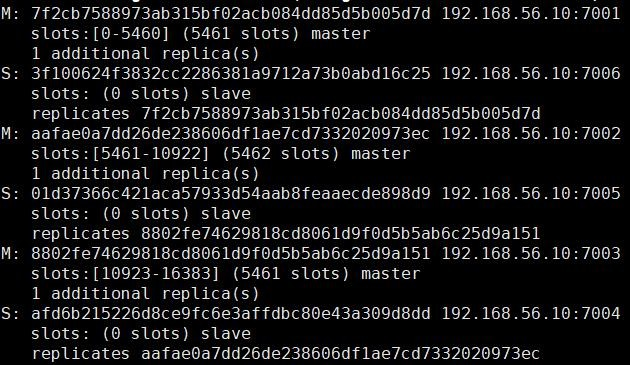 M: 7f2cb7588973ab315bf02acb084dd85d5b005d7d 192.168.56.10:7001
slots:[0-5460] (5461 slots) master
1 additional replica(s)
S: 3f100624f3832cc2286381a9712a73b0abd16c25 192.168.56.10:7006
slots: (0 slots) slave
replicates 7f2cb7588973ab315bf02acb084dd85d5b005d7d
M: aafae0a7dd26de238606df1ae7cd7332020973ec 192.168.56.10:7002
slots:[5461-10922] (5462 slots) master
1 additional replica(s)
S: 01d37366c421aca57933d54aab8feaaecde898d9 192.168.56.10:7005
slots: (0 slots) slave
replicates 8802fe74629818cd8061d9f0d5b5ab6c25d9a151
M: 8802fe74629818cd8061d9f0d5b5ab6c25d9a151 192.168.56.10:7003
slots:[10923-16383] (5461 slots) master
1 additional replica(s)
S: afd6b215226d8ce9fc6e3affdbc80e43a309d8dd 192.168.56.10:7004
slots: (0 slots) slave
replicates aafae0a7dd26de238606df1ae7cd7332020973ec